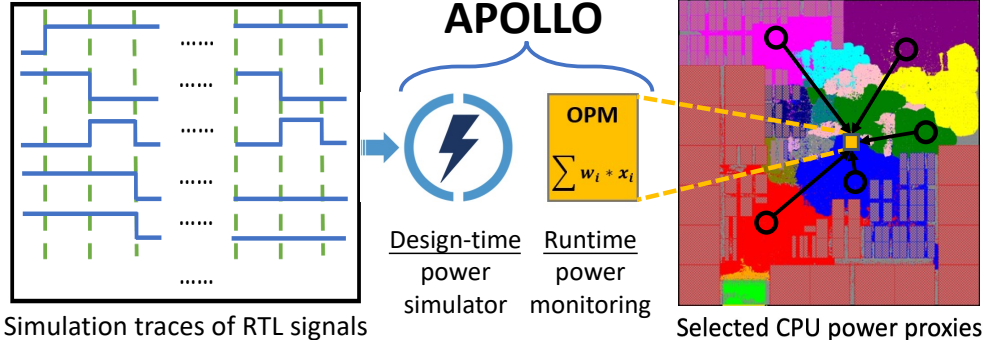 APOLLO
……
……
……
……
……
……
OPM
∑ wᵢ * xᵢ
Design-time
power
simulator
Runtime
power
monitoring
Simulation traces of RTL signals
Selected CPU power proxies